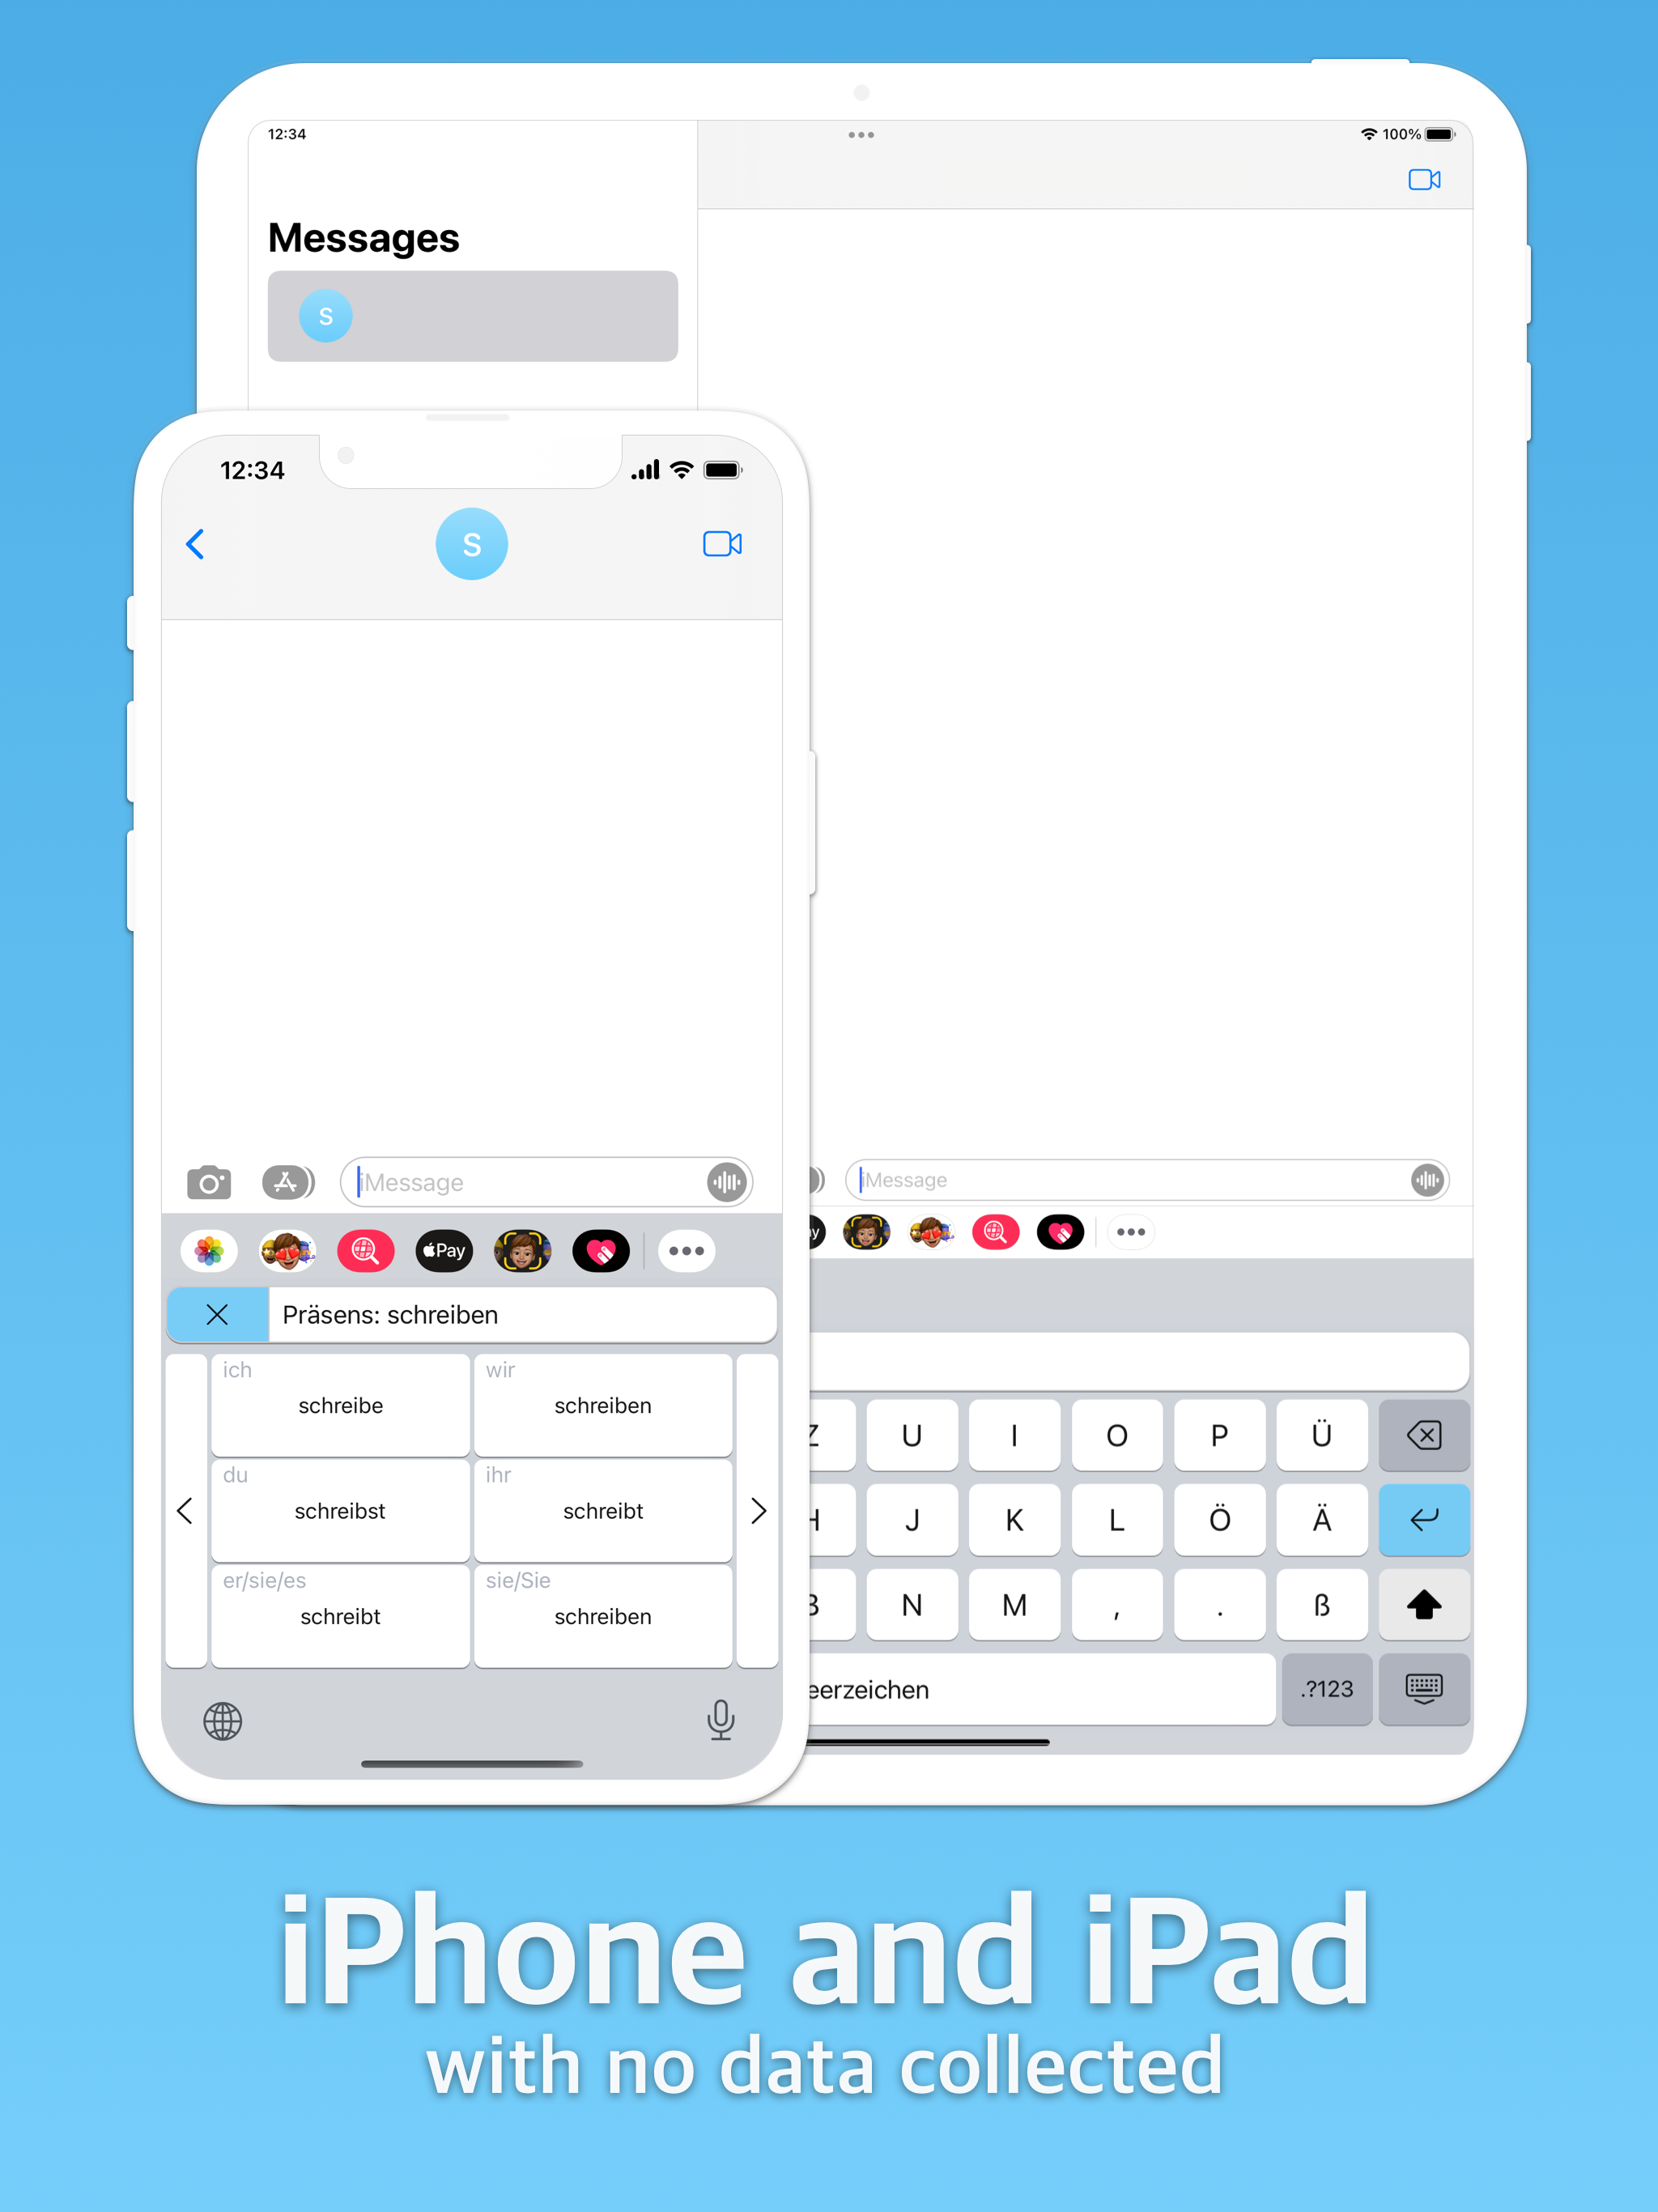 12:34
100%
Messages
S
12:34
S
iMessage
iMessage
Pay
Präsens: schreiben
ich
schreibe
wir
schreiben
du
schreibst
ihr
schreibt
er/sie/es
schreibt
sie/Sie
schreiben
Z U I O P Ü
H J K L Ö Ä
B N M , . ß
eerzeichen .?123
iPhone and iPad
with no data collected